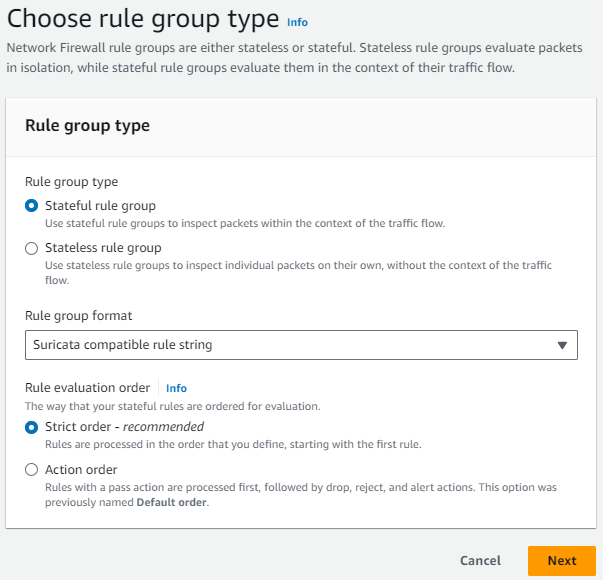 Choose rule group type Info
Network Firewall rule groups are either stateless or stateful. Stateless rule groups evaluate packets
in isolation, while stateful rule groups evaluate them in the context of their traffic flow.
Rule group type
Rule group type
Stateful rule group
Use stateful rule groups to inspect packets within the context of the traffic flow.
Stateless rule group
Use stateless rule groups to inspect individual packets on their own, without the context of the traffic
flow.
Rule group format
Suricata compatible rule string
Rule evaluation order Info
The way that your stateful rules are ordered for evaluation.
Strict order - recommended
Rules are processed in the order that you define, starting with the first rule.
Action order
Rules with a pass action are processed first, followed by drop, reject, and alert actions. This option was
previously named Default order.
Cancel Next